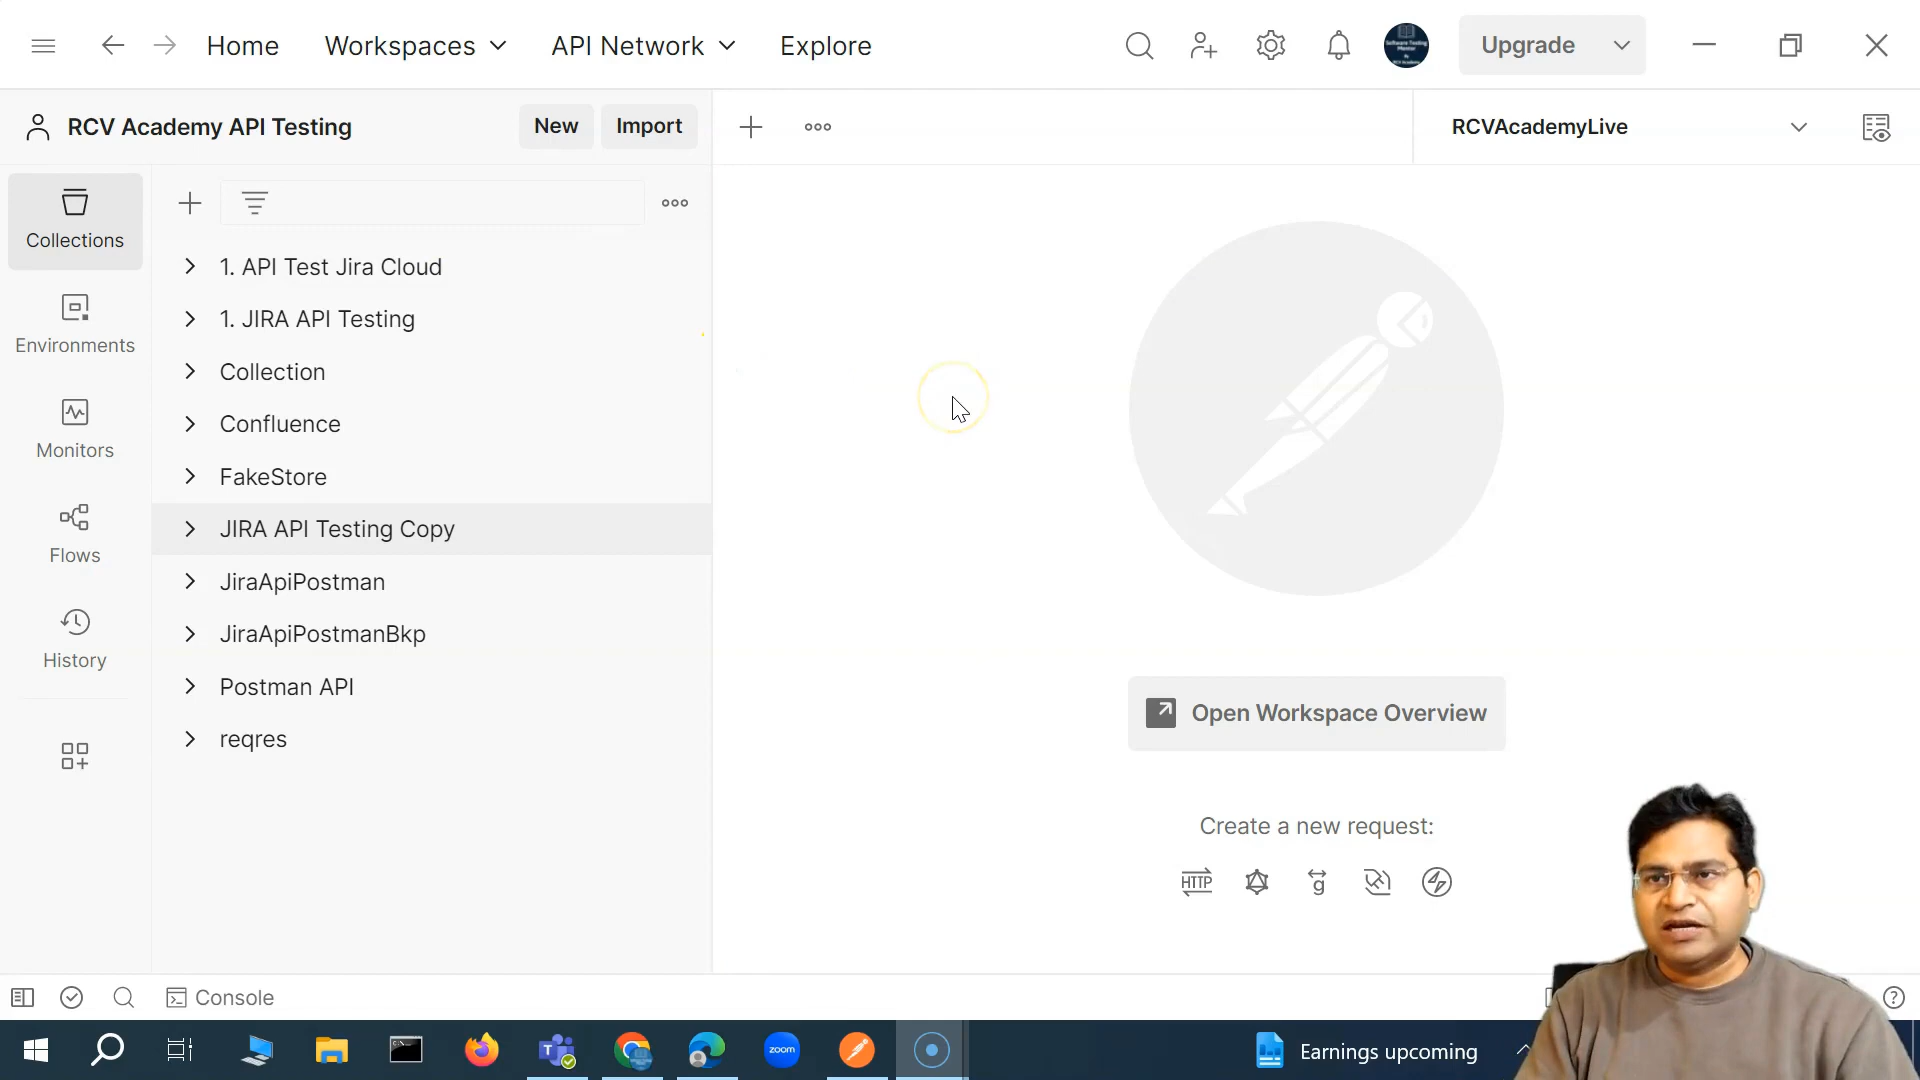 Home Workspaces API Network Explore Upgrade
RCV Academy API Testing New Import RCVAcademyLive
Collections
Environments
Monitors
Flows
History
1. API Test Jira Cloud
1. JIRA API Testing
Collection
Confluence
FakeStore
JIRA API Testing Copy
JiraApiPostman
JiraApiPostmanBkp
Postman API
reqres
Open Workspace Overview
Create a new request:
HTTP
g
Console
zoom
Earnings upcoming